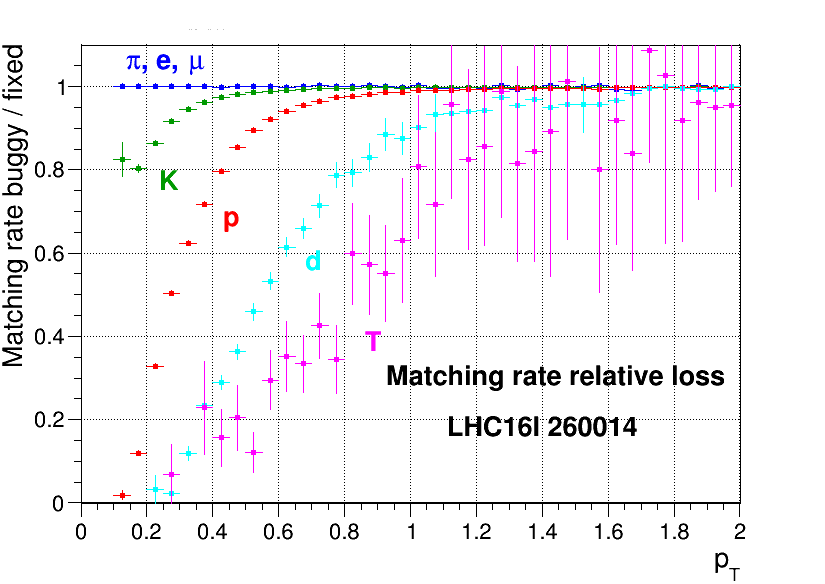 Matching rate buggy / fixed
π, e, μ
K
p
d
T
Matching rate relative loss
LHC16l 260014
1
0.8
0.6
0.4
0.2
0
0 0.2 0.4 0.6 0.8 1 1.2 1.4 1.6 1.8 2
p_T